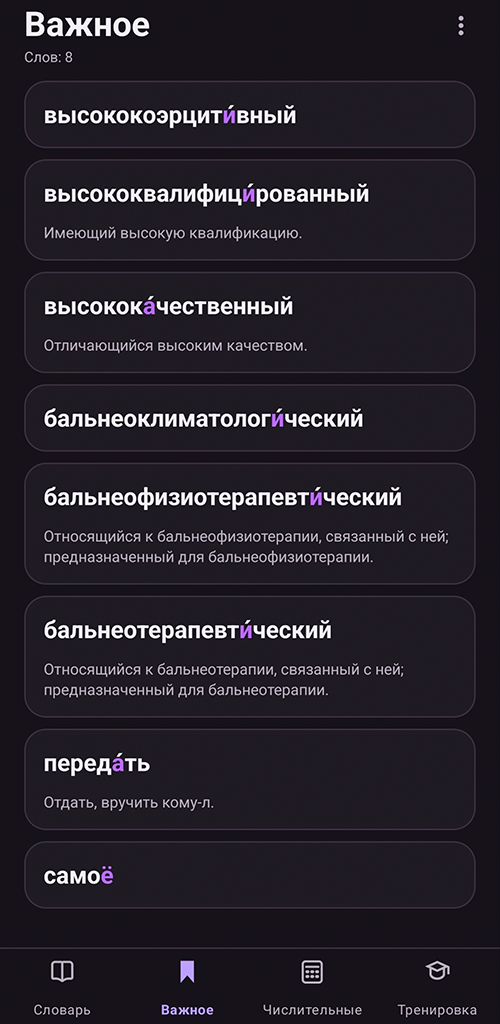 Важное
Слов: 8
высококоэрцити́вный
высококвалифици́рованный
Имеющий высокую квалификацию.
высокока́чественный
Отличающийся высоким качеством.
бальнеоклиматологи́ческий
бальнеофизиотерапевти́ческий
Относящийся к бальнеофизиотерапии, связанный с ней;
предназначенный для бальнеофизиотерапии.
бальнеотерапевти́ческий
Относящийся к бальнеотерапии, связанный с ней;
предназначенный для бальнеотерапии.
переда́ть
Отдать, вручить кому-л.
самоё
Словарь
Важное
Числительные
Тренировка